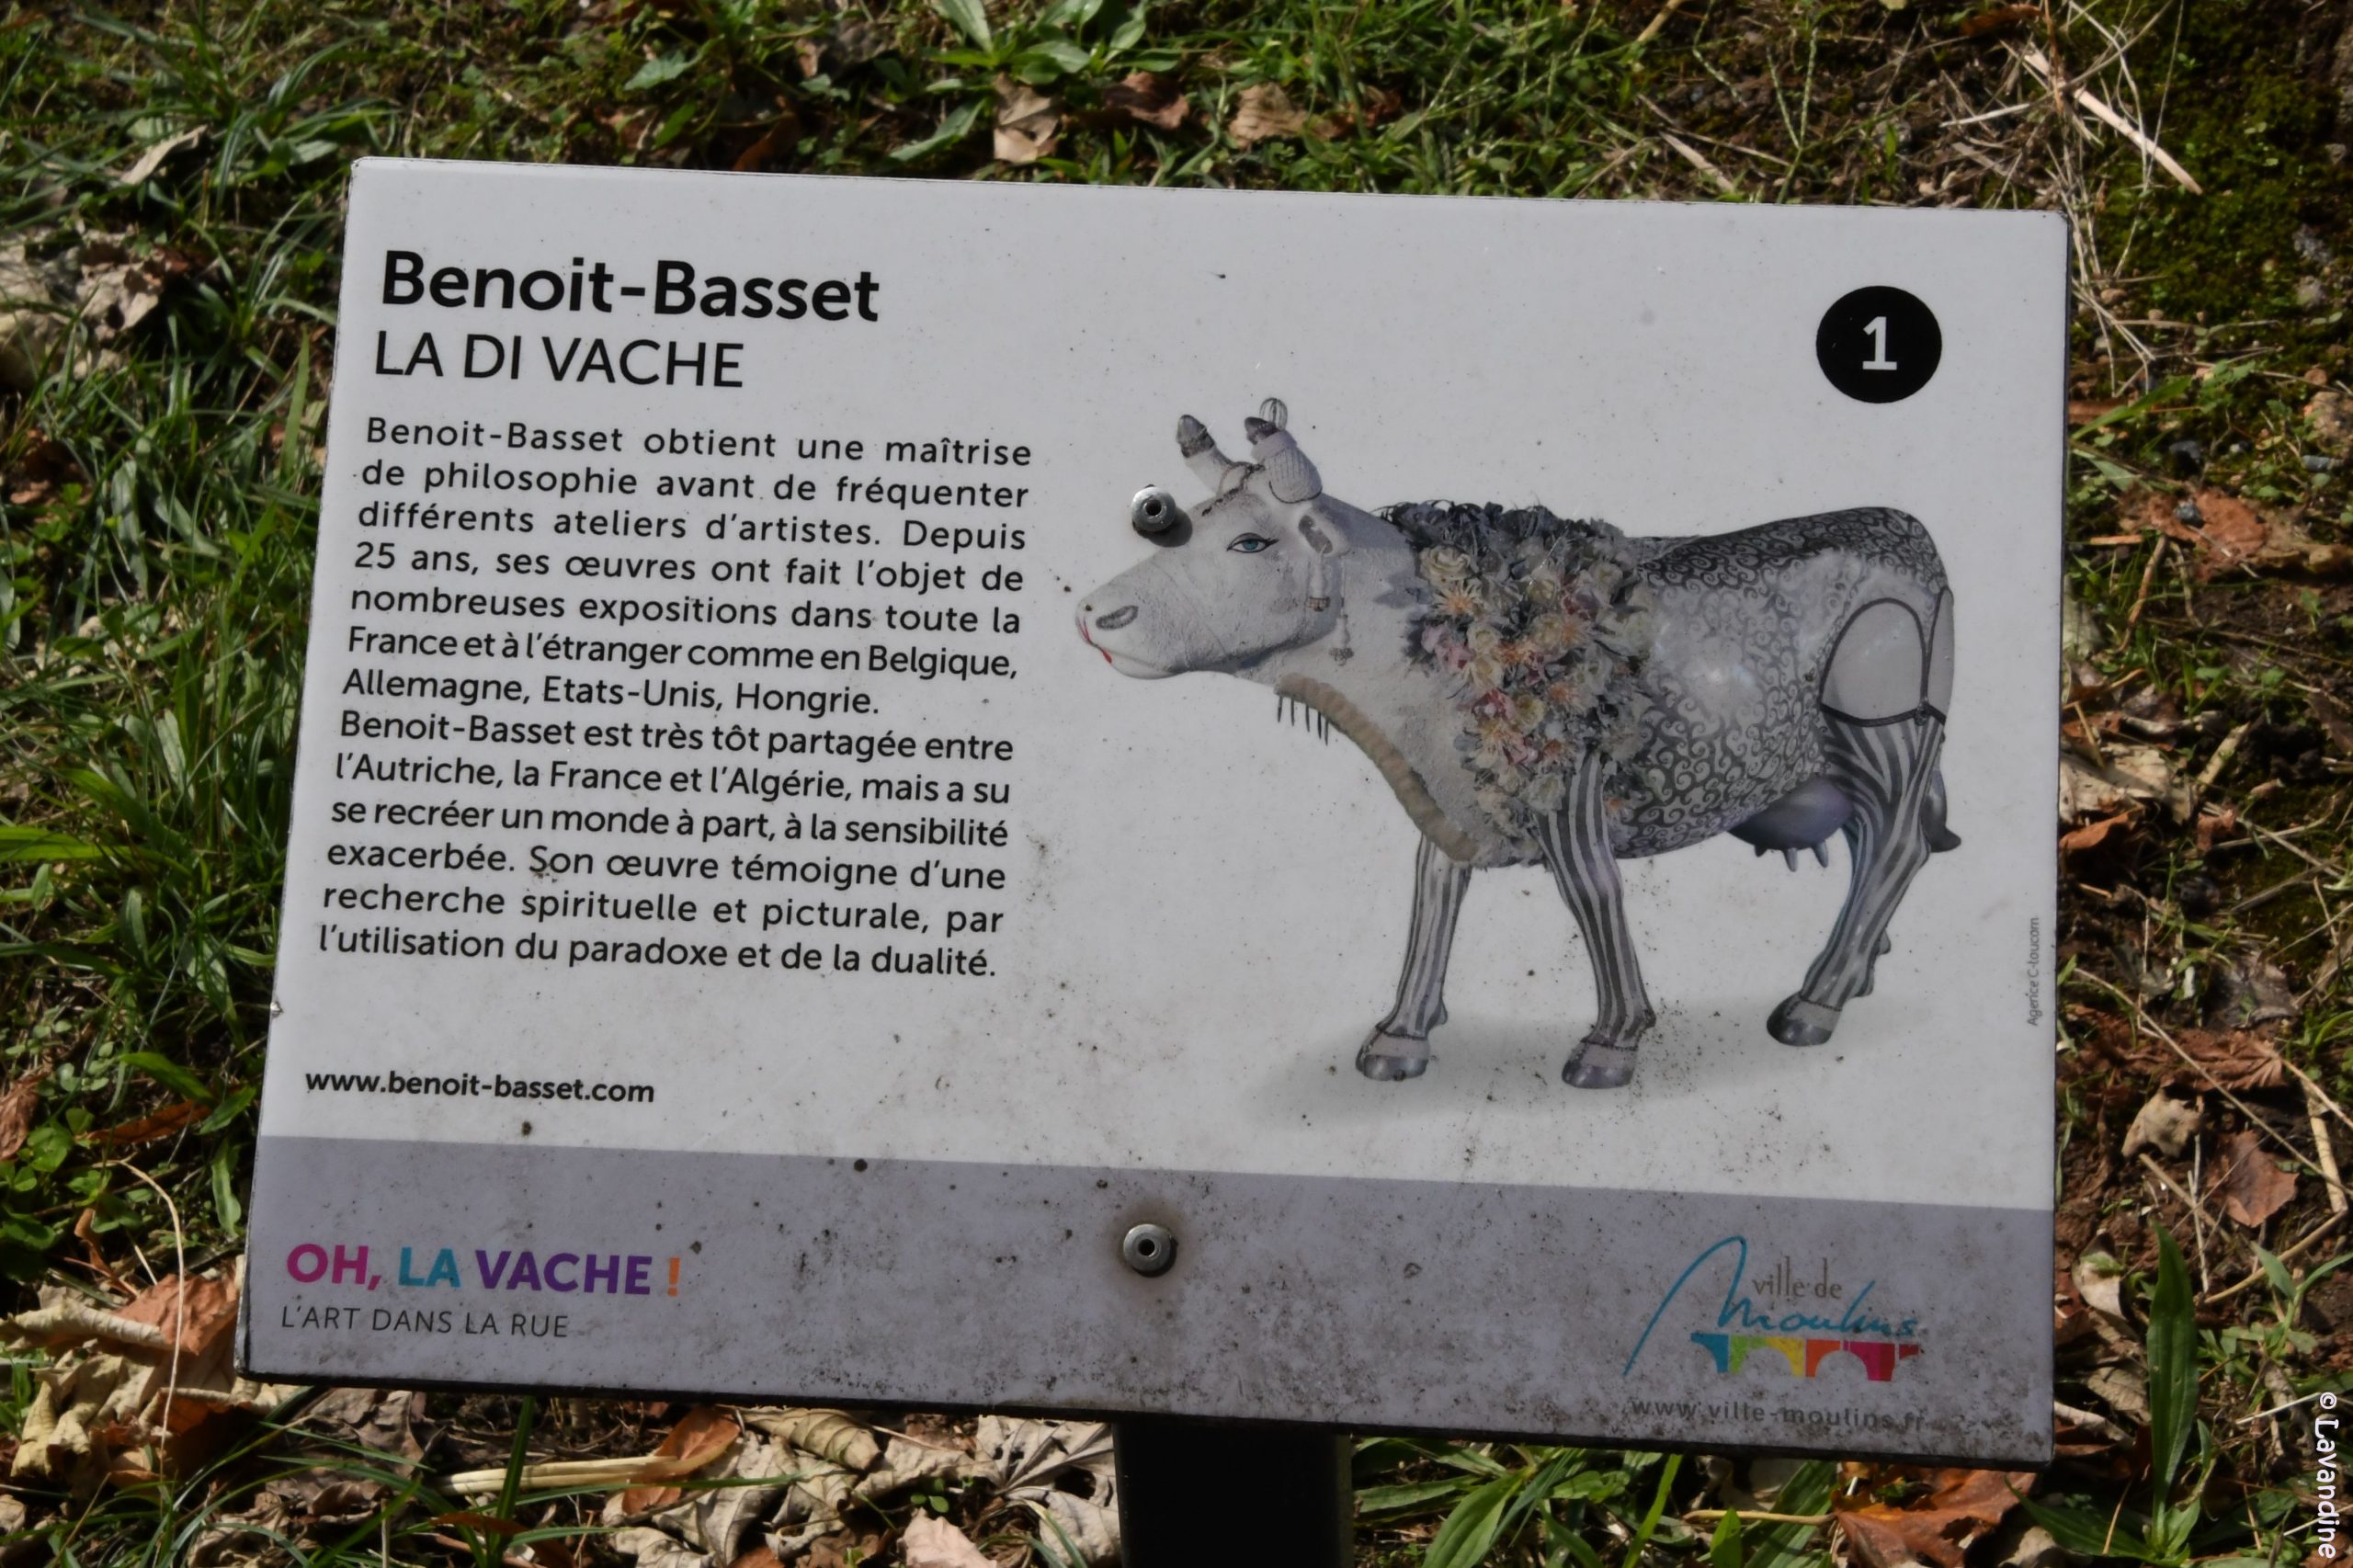 Benoit-Basset
LA DI VACHE
1
Benoit-Basset obtient une maîtrise
de philosophie avant de fréquenter
différents ateliers d'artistes. Depuis
25 ans, ses œuvres ont fait l'objet de
nombreuses expositions dans toute la
France et à l'étranger comme en Belgique,
Allemagne, Etats-Unis, Hongrie.
Benoit-Basset est très tôt partagée entre
l'Autriche, la France et l'Algérie, mais a su
se recréer un monde à part, à la sensibilité
exacerbée. Son œuvre témoigne d'une
recherche spirituelle et picturale, par
l'utilisation du paradoxe et de la dualité.
www.benoit-basset.com
Agence C-toucom
OH, LA VACHE !
L'ART DANS LA RUE
ville de
Moulins
www.ville-moulins.fr
© Lavandine